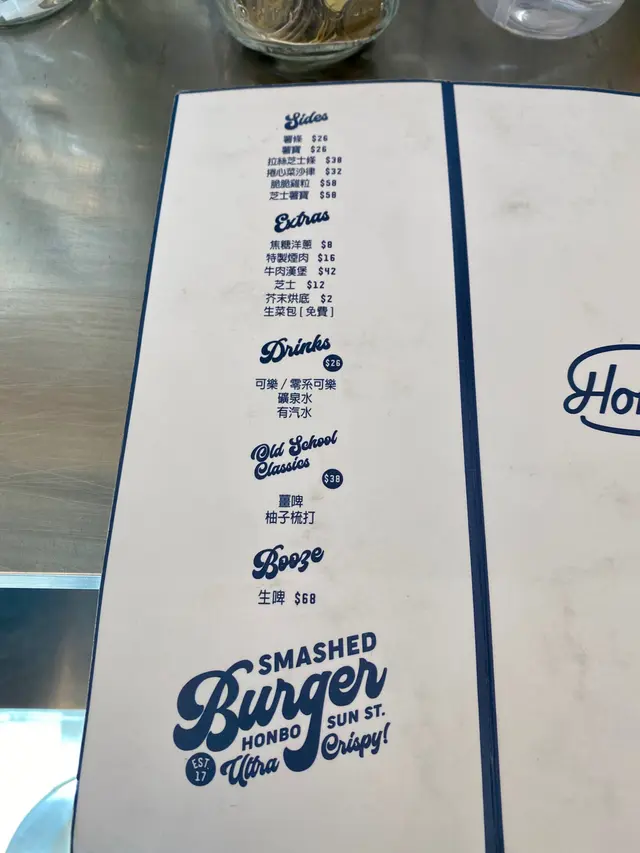 Sides
薯條 $26
薯寶 $26
拉絲芝士條 $38
捲心菜沙律 $32
脆脆雞粒 $58
芝士薯寶 $58
Extras
焦糖洋蔥 $8
特製煙肉 $16
牛肉漢堡 $42
芝士 $12
芥末烘底 $2
生菜包 [ 免費 ]
Drinks
$26
可樂 / 零系可樂
礦泉水
有汽水
Old School
Classics
$38
薑啤
柚子梳打
Booze
生啤 $68
SMASHED
Burger
HONBO SUN ST.
EST. 17
Ultra Crispy!